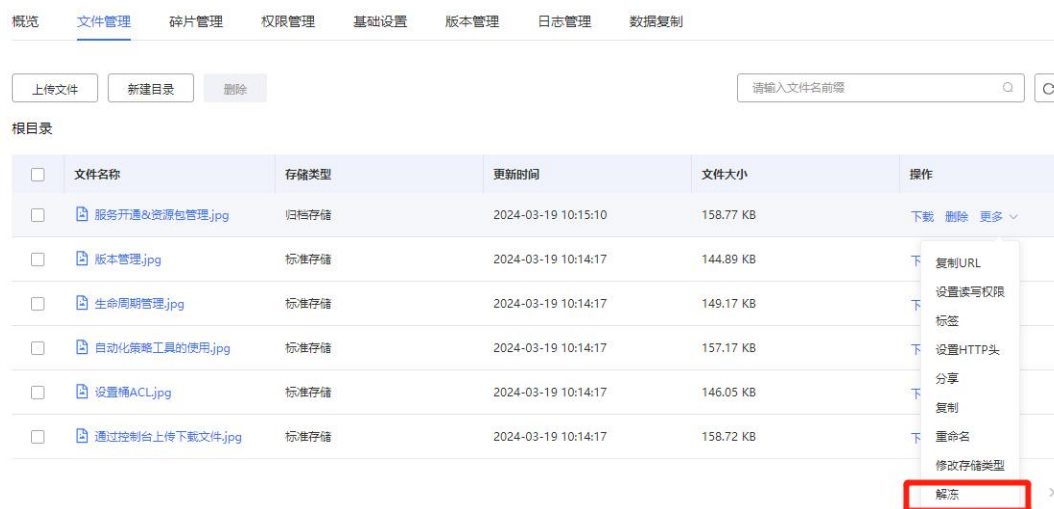 概览 文件管理 碎片管理 权限管理 基础设置 版本管理 日志管理 数据复制
上传文件 新建目录 删除 请输入文件名前缀
根目录
文件名称 存储类型 更新时间 文件大小 操作
服务开通&资源包管理.jpg 归档存储 2024-03-19 10:15:10 158.77 KB 下载 删除 更多
版本管理.jpg 标准存储 2024-03-19 10:14:17 144.89 KB 下
生命周期管理.jpg 标准存储 2024-03-19 10:14:17 149.17 KB 下
自动化策略工具的使用.jpg 标准存储 2024-03-19 10:14:17 157.17 KB 下
设置桶ACL.jpg 标准存储 2024-03-19 10:14:17 146.05 KB 下
通过控制台上传下载文件.jpg 标准存储 2024-03-19 10:14:17 158.72 KB 下
复制URL
设置读写权限
标签
设置HTTP头
分享
复制
重命名
修改存储类型
解冻